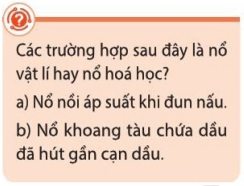 Các trường hợp sau đây là nổ
vật lí hay nổ hoá học?
a) Nổ nồi áp suất khi đun nấu.
b) Nổ khoang tàu chứa dầu
đã hút gần cạn dầu.